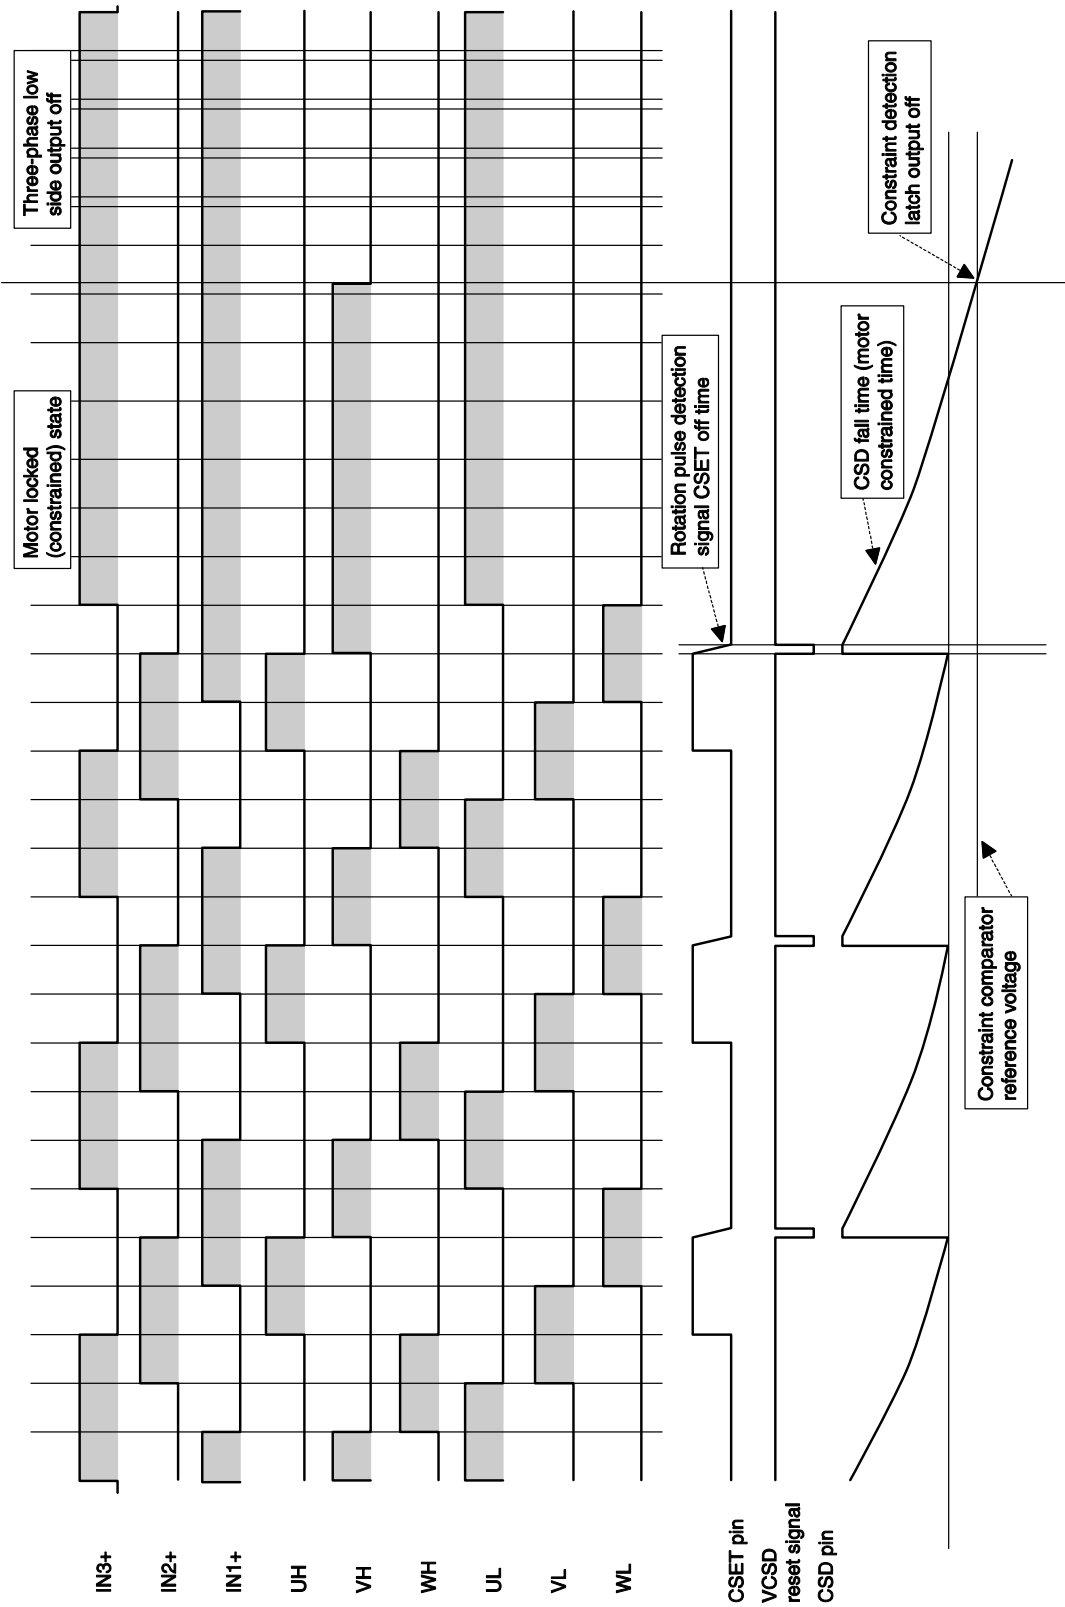 IN3+
IN2+
IN1+
UH
VH
WH
UL
VL
WL
CSET pin
VCSD
reset signal
CSD pin
Motor locked
(constrained) state
Three-phase low
side output off
Rotation pulse detection
signal CSET off time
CSD fall time (motor
constrained time)
Constraint detection
latch output off
Constraint comparator
reference voltage